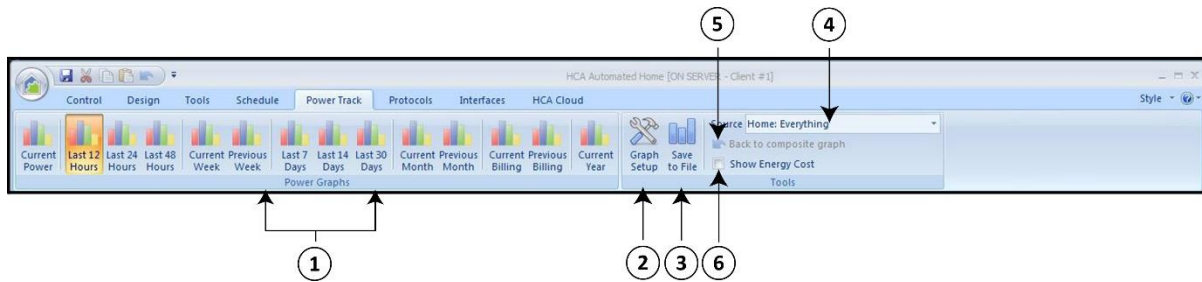 5
4
HCA Automated Home [ON SERVER - Client #1]
Control Design Tools Schedule Power Track Protocols Interfaces HCA Cloud Style
Source Home: Everything
Back to composite graph
Show Energy Cost
Current Power
Last 12 Hours
Last 24 Hours
Last 48 Hours
Current Week
Previous Week
Last 7 Days
Last 14 Days
Last 30 Days
Current Month
Previous Month
Current Billing
Previous Billing
Current Year
Graph Setup
Save to File
Power Graphs
Tools
1
2
3
6